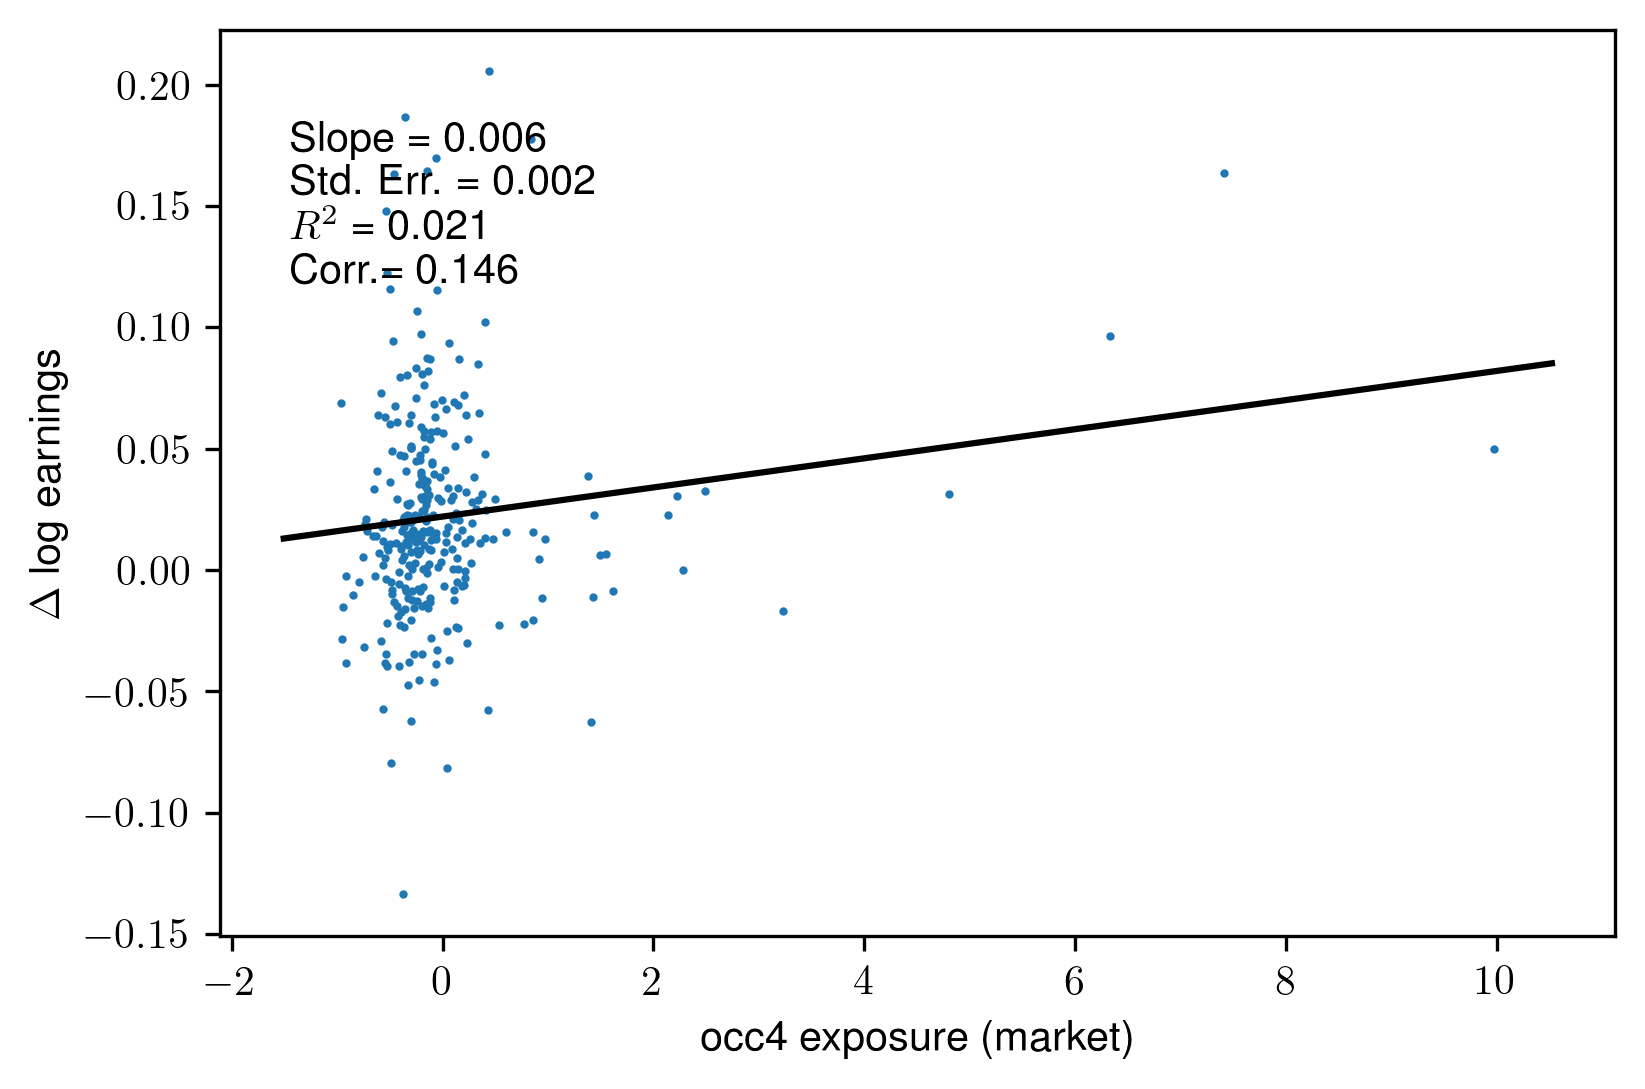 0.20
0.15
0.10
0.05
0.00
−0.05
−0.10
−0.15
Δ log earnings
Slope = 0.006
Std. Err. = 0.002
R² = 0.021
Corr.= 0.146
−2 0 2 4 6 8 10
occ4 exposure (market)